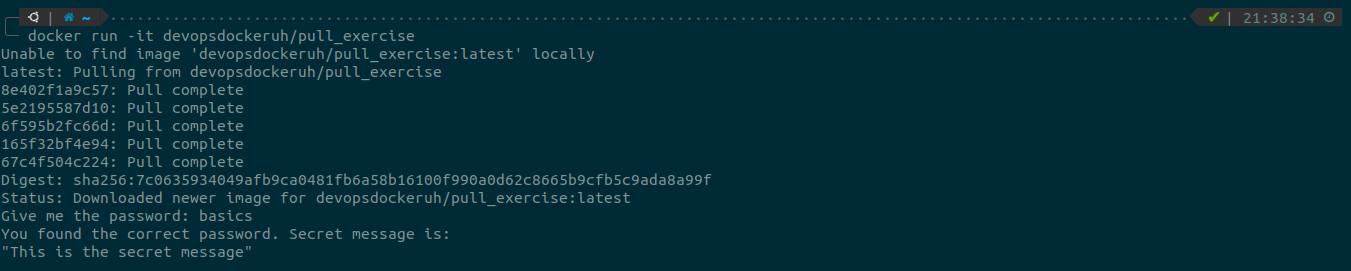 ~ 21:38:34
docker run -it devopsdockeruh/pull_exercise
Unable to find image 'devopsdockeruh/pull_exercise:latest' locally
latest: Pulling from devopsdockeruh/pull_exercise
8e402f1a9c57: Pull complete
5e2195587d10: Pull complete
6f595b2fc66d: Pull complete
165f32bf4e94: Pull complete
67c4f504c224: Pull complete
Digest: sha256:7c0635934049afb9ca0481fb6a58b16100f990a0d62c8665b9cfb5c9ada8a99f
Status: Downloaded newer image for devopsdockeruh/pull_exercise:latest
Give me the password: basics
You found the correct password. Secret message is:
"This is the secret message"